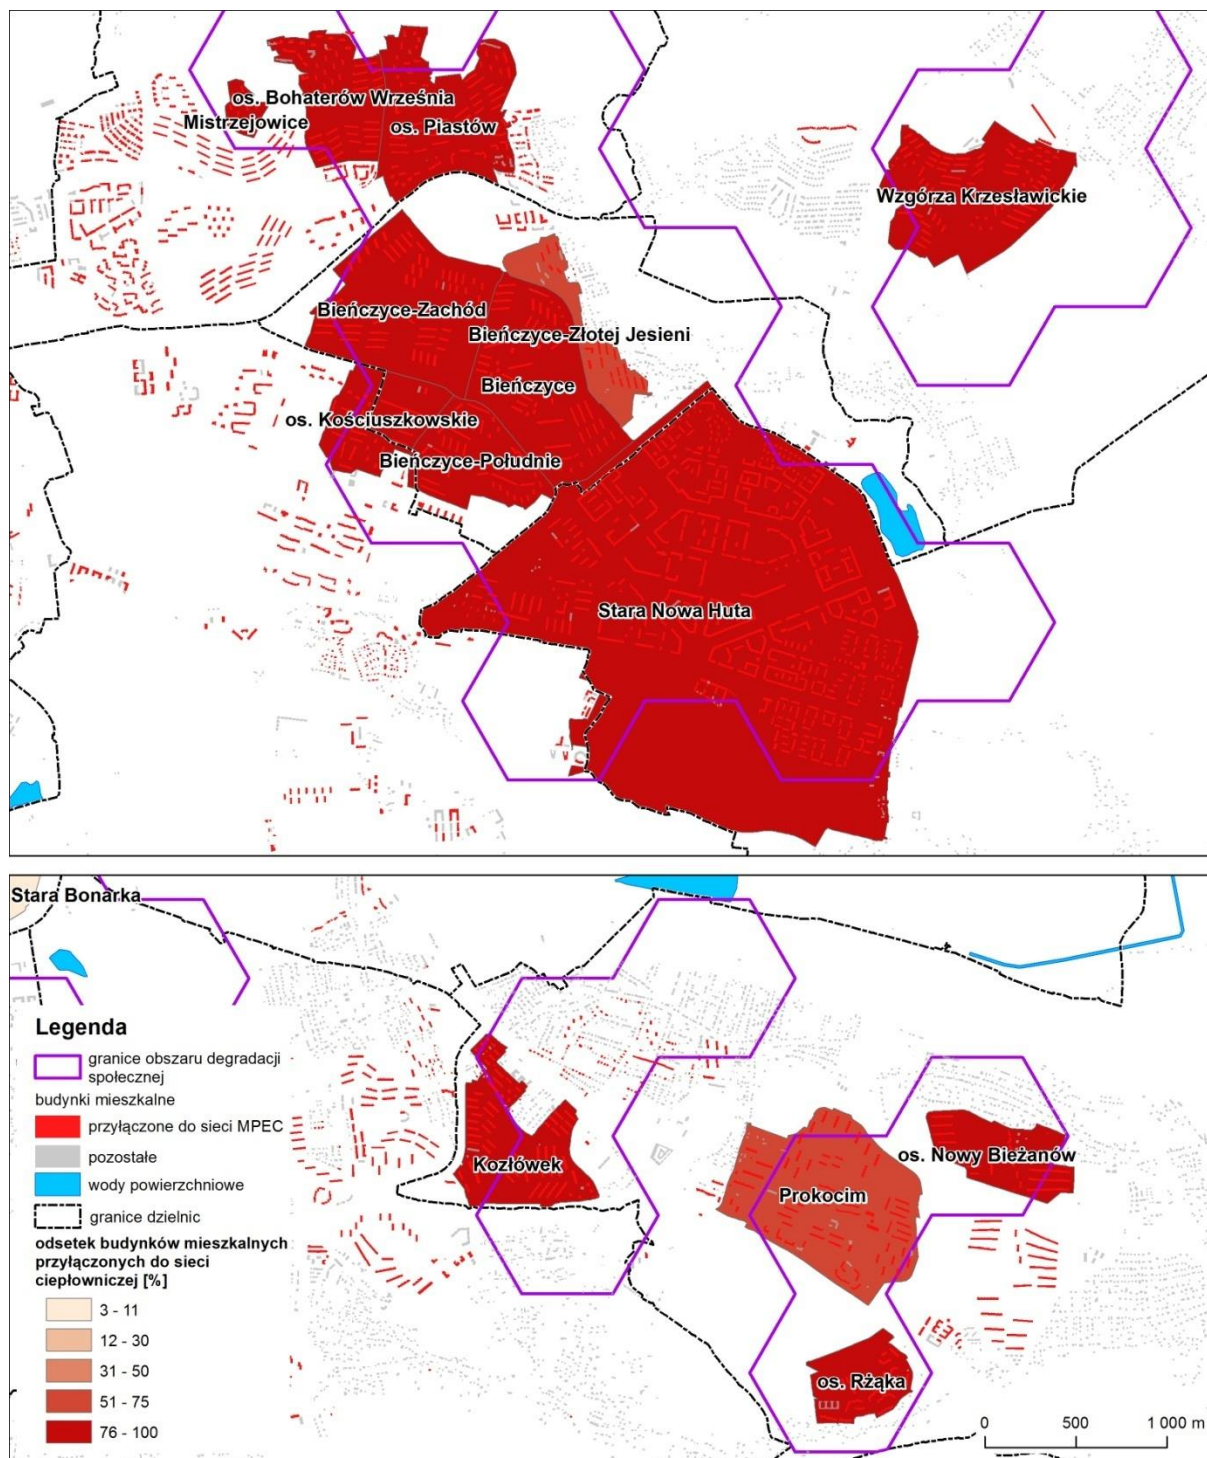 os. Bohaterów Września
Mistrzejowice
os. Piastów
Wzgórza Krzesławickie
Bieńczyce-Zachód
Bieńczyce-Złotej Jesieni
Bieńczyce
os. Kościuszkowskie
Bieńczyce-Południe
Stara Nowa Huta
Stara Bonarka
Kozłówek
os. Nowy Bieżanów
Prokocim
os. Rżąka
Legenda
granice obszaru degradacji
społecznej
budynki mieszkalne
przyłączone do sieci MPEC
pozostałe
wody powierzchniowe
granice dzielnic
odsetek budynków mieszkalnych
przyłączonych do sieci
ciepłowniczej [%]
3 - 11
12 - 30
31 - 50
51 - 75
76 - 100
0 500 1 000 m